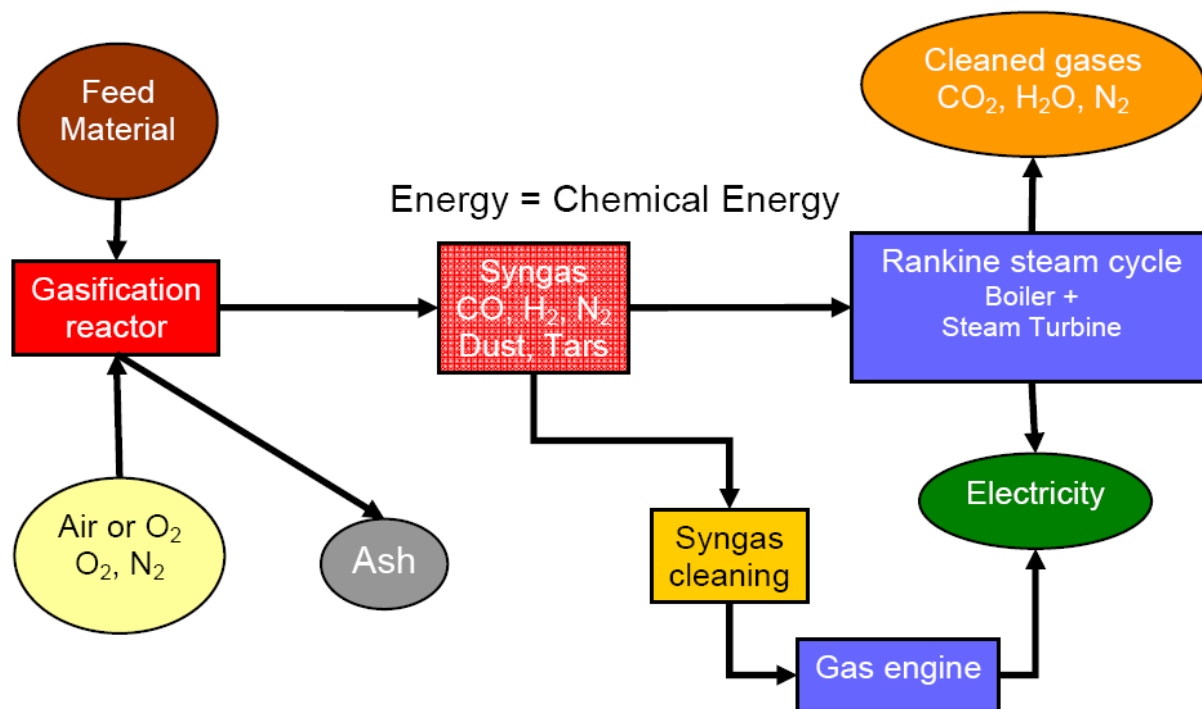 Feed
Material
Cleaned gases
CO₂, H₂O, N₂
Energy = Chemical Energy
Gasification
reactor
Syngas
CO, H₂, N₂
Dust, Tars
Rankine steam cycle
Boiler +
Steam Turbine
Air or O₂
O₂, N₂
Ash
Syngas
cleaning
Electricity
Gas engine